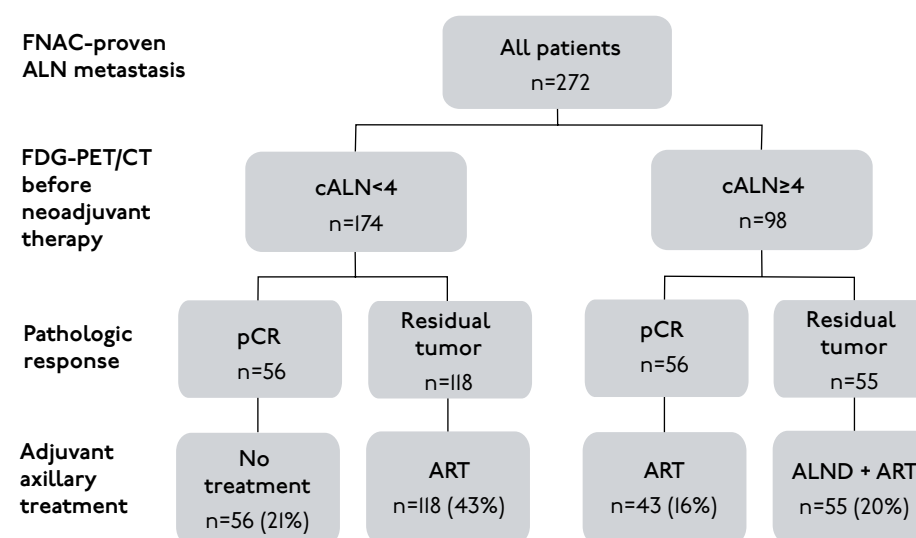 FNAC-proven
ALN metastasis
All patients
n=272
FDG-PET/CT
before
neoadjuvant
therapy
cALN<4
n=174
cALN≥4
n=98
Pathologic
response
pCR
n=56
Residual
tumor
n=118
pCR
n=56
Residual
tumor
n=55
Adjuvant
axillary
treatment
No
treatment
n=56 (21%)
ART
n=118 (43%)
ART
n=43 (16%)
ALND + ART
n=55 (20%)